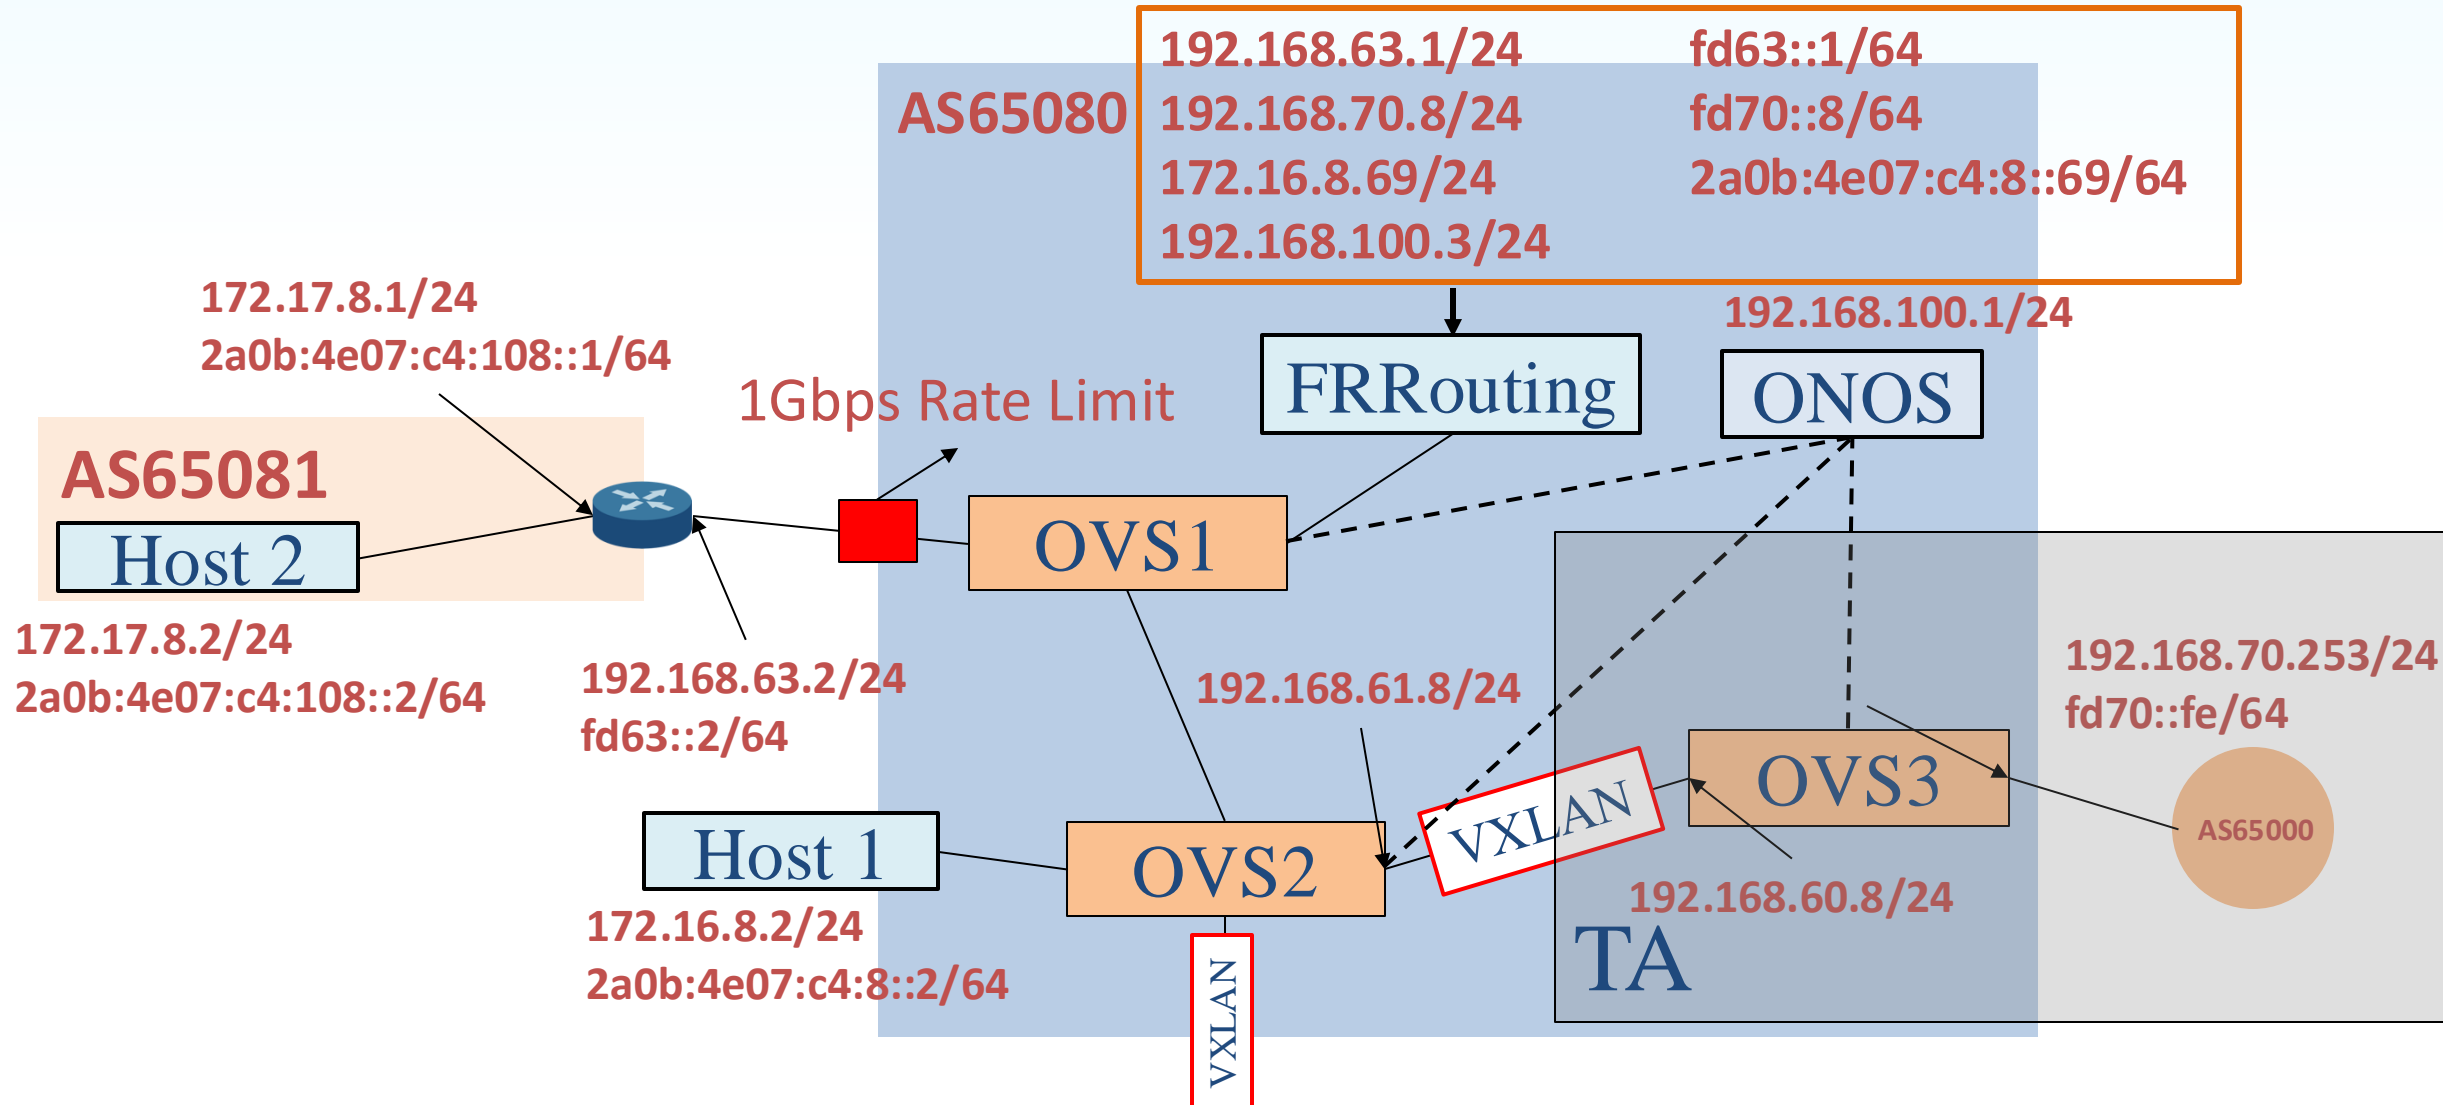 192.168.63.1/24 fd63::1/64
AS65080 192.168.70.8/24 fd70::8/64
172.16.8.69/24 2a0b:4e07:c4:8::69/64
192.168.100.3/24
172.17.8.1/24
2a0b:4e07:c4:108::1/64
192.168.100.1/24
1Gbps Rate Limit
FRRouting
ONOS
AS65081
Host 2
OVS1
172.17.8.2/24
2a0b:4e07:c4:108::2/64
192.168.63.2/24
fd63::2/64
192.168.61.8/24
192.168.70.253/24
fd70::fe/64
OVS3
VXLAN
AS65000
Host 1
OVS2
192.168.60.8/24
172.16.8.2/24
2a0b:4e07:c4:8::2/64
TA
VXLAN